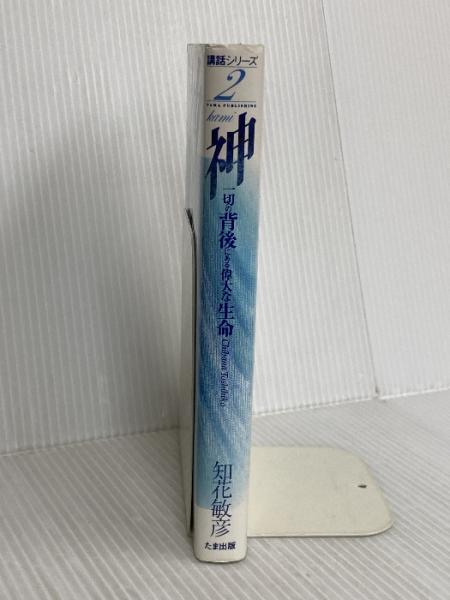 講話シリーズ
2
TAMA PUBLISHING
kami
神
一切の背後にある偉大な生命
Chibana Toshihiko
知花敏彦
たま出版